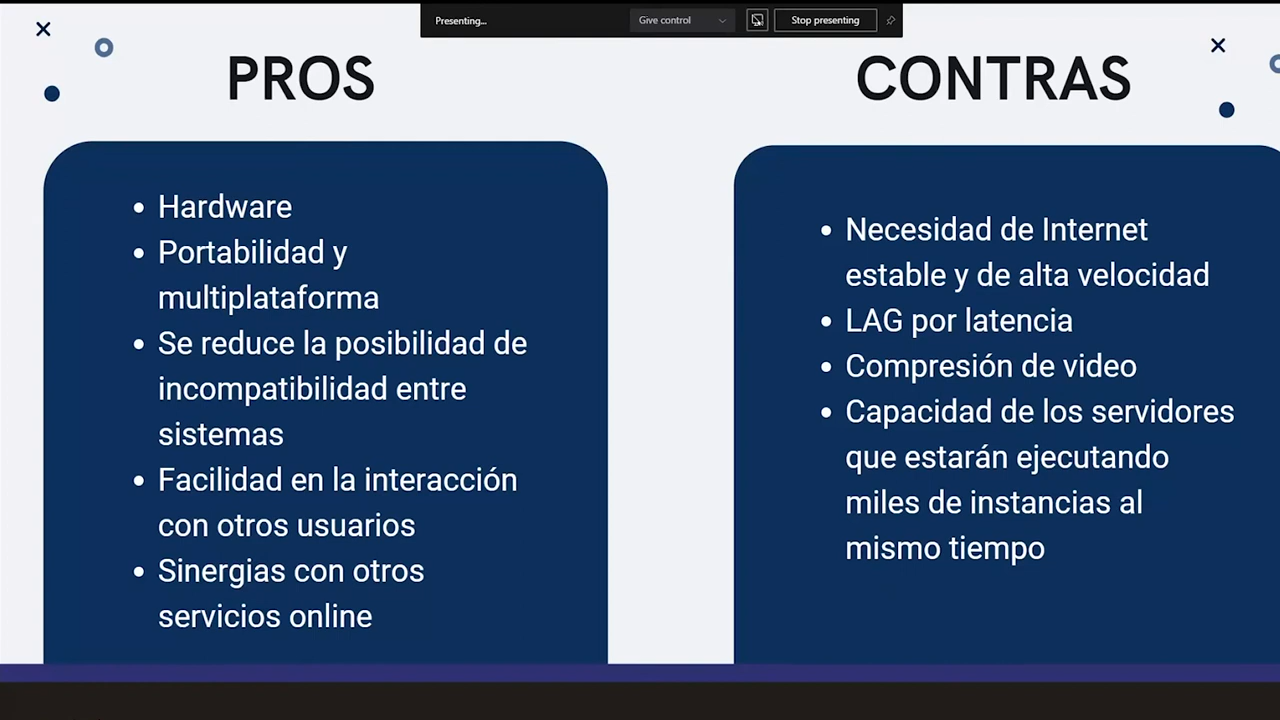 Presenting...
Give control
Stop presenting
PROS
• Hardware
• Portabilidad y
multiplataforma
• Se reduce la posibilidad de
incompatibilidad entre
sistemas
• Facilidad en la interacción
con otros usuarios
• Sinergias con otros
servicios online
CONTRAS
• Necesidad de Internet
estable y de alta velocidad
• LAG por latencia
• Compresión de video
• Capacidad de los servidores
que estarán ejecutando
miles de instancias al
mismo tiempo